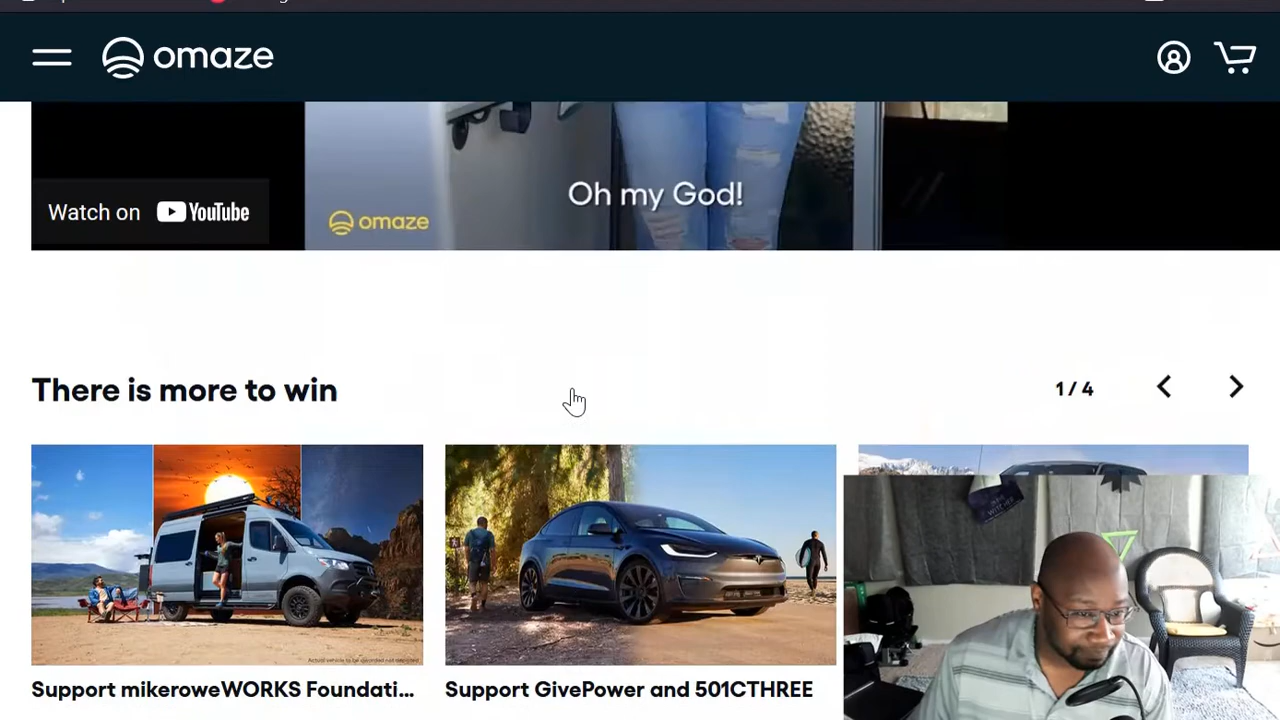 omaze
Watch on YouTube
omaze
Oh my God!
There is more to win
1 / 4
Support mikeroweWORKS Foundati...
Support GivePower and 501CTHREE